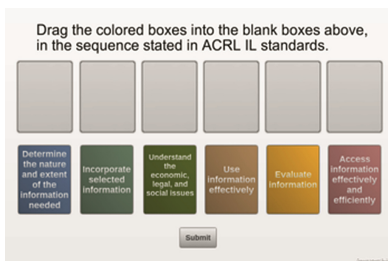 Drag the colored boxes into the blank boxes above,
in the sequence stated in ACRL IL standards.
Determine
the nature
and extent
of the
information
needed
Incorporate
selected
information
Understand
the
economic,
legal, and
social issues
Use
information
effectively
Evaluate
information
Access
information
effectively
and
efficiently
Submit